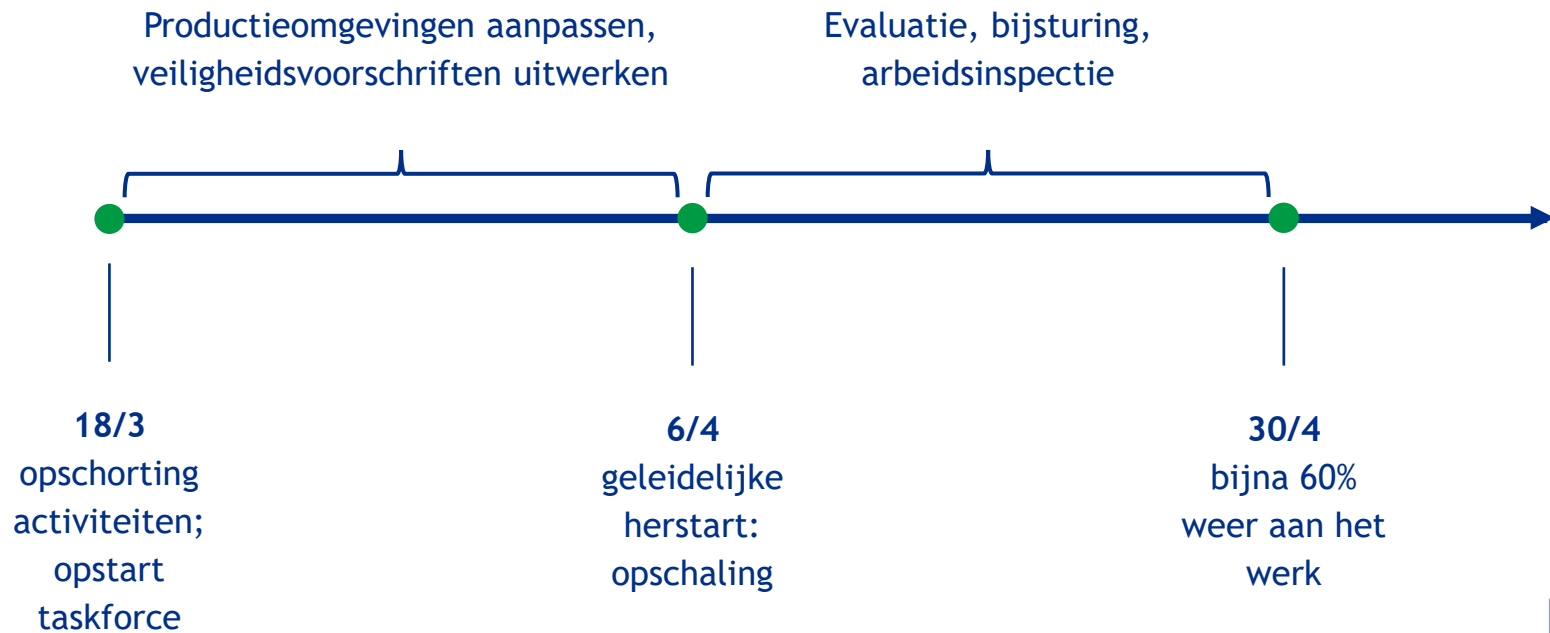 Productieomgevingen aanpassen,
veiligheidsvoorschriften uitwerken
Evaluatie, bijsturing,
arbeidsinspectie
18/3
opschorting
activiteiten;
opstart
taskforce
6/4
geleidelijke
herstart:
opschaling
30/4
bijna 60%
weer aan het
werk